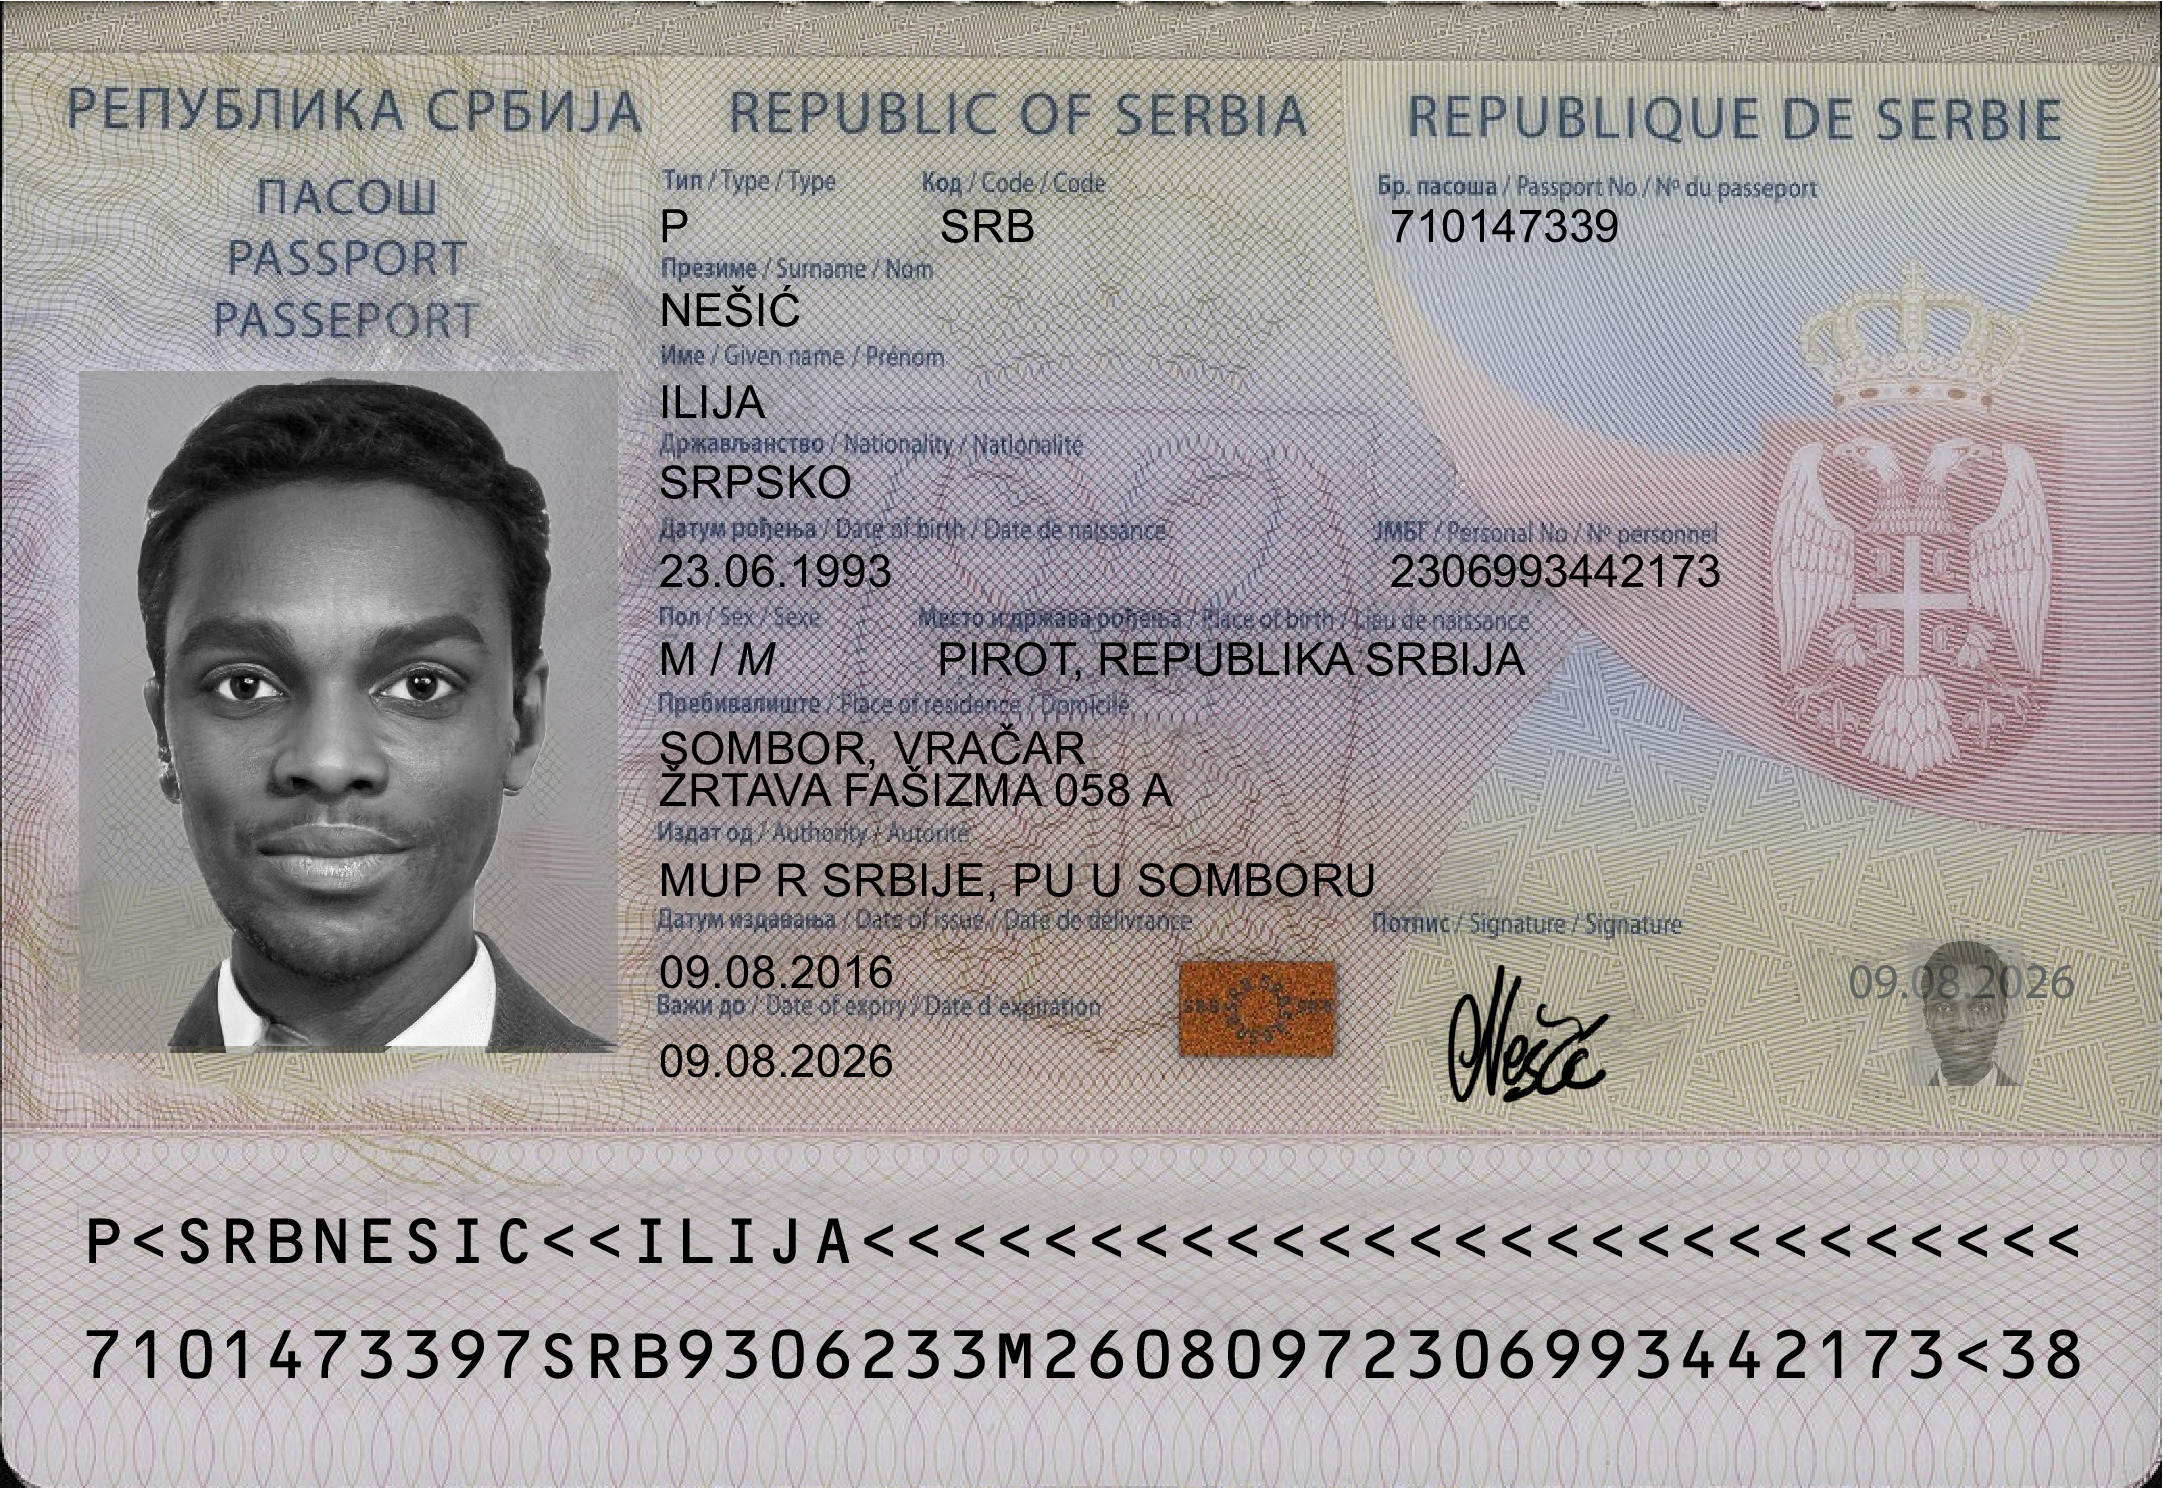 РЕПУБЛИКА СРБИЈА REPUBLIC OF SERBIA REPUBLIQUE DE SERBIE
ПАСОШ
PASSPORT
PASSEPORT
Тип / Type / Type Код / Code / Code Бр. пасоша / Passport No / Nº du passeport
P SRB 710147339
Презиме / Surname / Nom
NEŠIĆ
Име / Given name / Prénom
ILIJA
Држављанство / Nationality / Nationalité
SRPSKO
Датум рођења / Date of birth / Date de naissance ЈМБГ / Personal No / Nº personnel
23.06.1993 2306993442173
Пол / Sex / Sexe Место и држава рођења / Place of birth / Lieu de naissance
M / M PIROT, REPUBLIKA SRBIJA
Пребивалиште / Place of residence / Domicile
SOMBOR, VRAČAR
ŽRTAVA FAŠIZMA 058 A
Издат од / Authority / Autorité
MUP R SRBIJE, PU U SOMBORU
Датум издавања / Date of issue / Date de délivrance Потпис / Signature / Signature
09.08.2016 09.08.2026
Важи до / Date of expiry / Date d expiration
09.08.2026
Nešić
P<SRBNESIC<<ILIJA<<<<<<<<<<<<<<<<<<<<<<<<<<<
7101473397SRB9306233M26080972306993442173<38